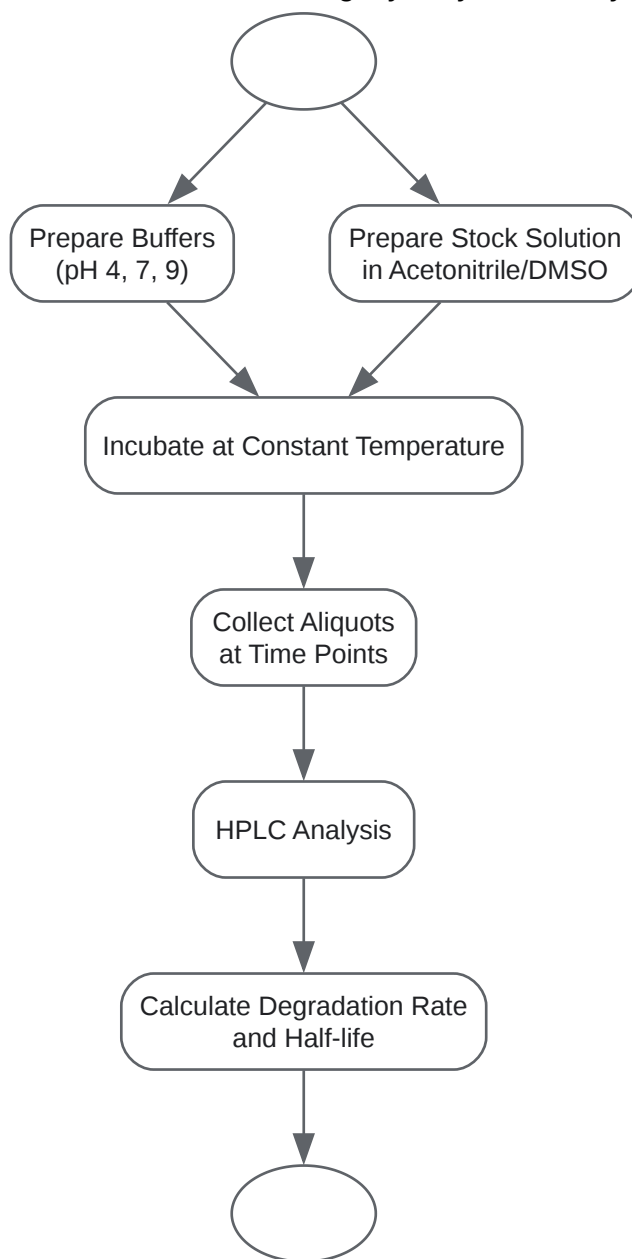 Prepare Buffers
(pH 4, 7, 9)
Prepare Stock Solution
in Acetonitrile/DMSO
Incubate at Constant Temperature
Collect Aliquots
at Time Points
HPLC Analysis
Calculate Degradation Rate
and Half-life